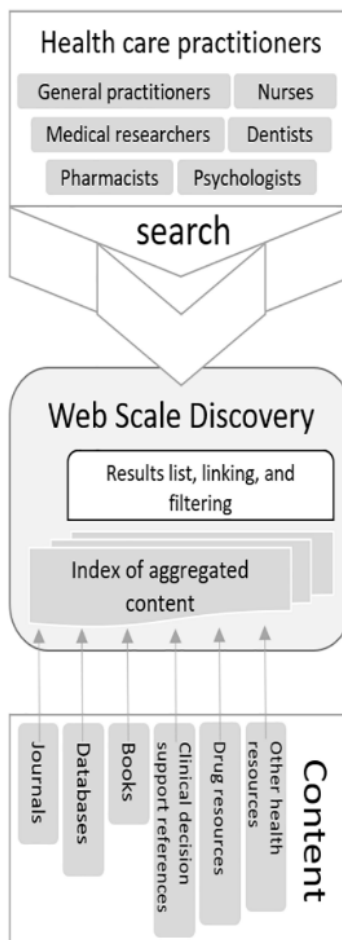 Health care practitioners
General practitioners
Nurses
Medical researchers
Dentists
Pharmacists
Psychologists
search
Web Scale Discovery
Results list, linking, and
filtering
Index of aggregated
content
Journals
Databases
Books
Clinical decision
support references
Drug resources
Other health
resources
Content